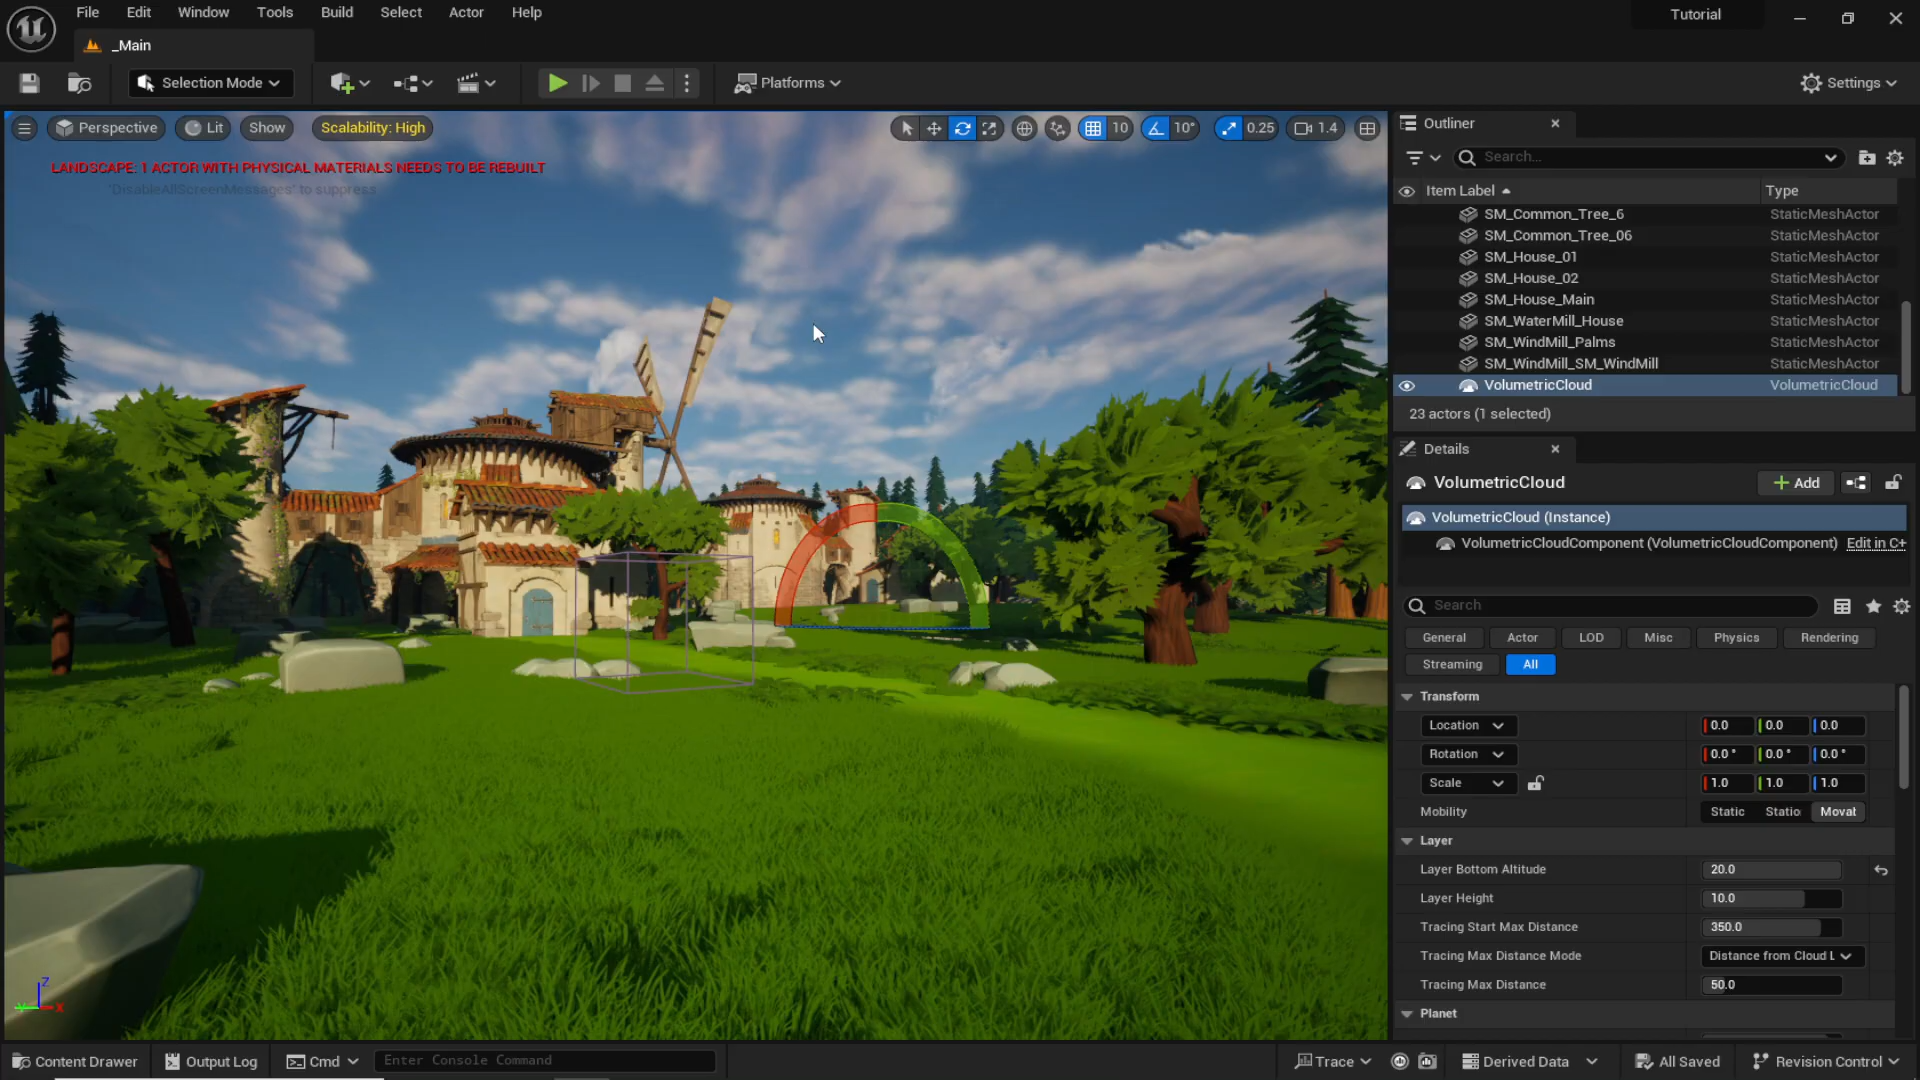 File Edit Window Tools Build Select Actor Help
Tutorial
_Main
Selection Mode
Platforms
Settings
Perspective Lit Show Scalability: High
10 10° 0.25 1.4
LANDSCAPE: 1 ACTOR WITH PHYSICAL MATERIALS NEEDS TO BE REBUILT
'DisableAllScreenMessages' to suppress
Outliner
Search...
Item Label Type
SM_Common_Tree_6 StaticMeshActor
SM_Common_Tree_06 StaticMeshActor
SM_House_01 StaticMeshActor
SM_House_02 StaticMeshActor
SM_House_Main StaticMeshActor
SM_WaterMill_House StaticMeshActor
SM_WindMill_Palms StaticMeshActor
SM_WindMill_SM_WindMill StaticMeshActor
VolumetricCloud VolumetricCloud
23 actors (1 selected)
Details
VolumetricCloud
Add
VolumetricCloud (Instance)
VolumetricCloudComponent (VolumetricCloudComponent) Edit in C+
Search
General Actor LOD Misc Physics Rendering
Streaming All
Transform
Location 0.0 0.0 0.0
Rotation 0.0° 0.0° 0.0°
Scale 1.0 1.0 1.0
Mobility Static Statio Moval
Layer
Layer Bottom Altitude 20.0
Layer Height 10.0
Tracing Start Max Distance 350.0
Tracing Max Distance Mode Distance from Cloud L
Tracing Max Distance 50.0
Planet
Z
X
Content Drawer Output Log Cmd Enter Console Command
Trace Derived Data All Saved Revision Control